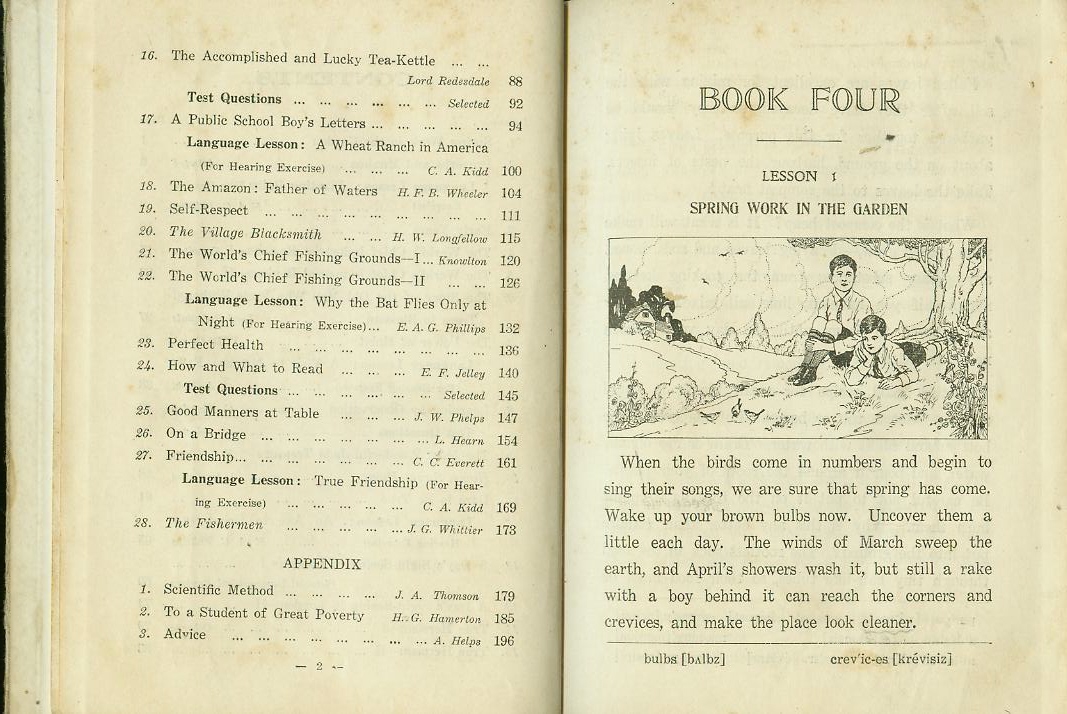 16. The Accomplished and Lucky Tea-Kettle ... ...
Lord Redesdale 88
Test Questions ... ... ... ... ... ... Selected 92
17. A Public School Boy's Letters ... ... ... ... ... 94
Language Lesson: A Wheat Ranch in America
(For Hearing Exercise) ... ... ... C. A. Kidd 100
18. The Amazon: Father of Waters H. F. B. Wheeler 104
19. Self-Respect ... ... ... ... ... ... ... ... ... 111
20. The Village Blacksmith ... ... H. W. Longfellow 115
21. The World's Chief Fishing Grounds—I ... Knowlton 120
22. The World's Chief Fishing Grounds—II ... ... 126
Language Lesson: Why the Bat Flies Only at
Night (For Hearing Exercise)... E. A. G. Phillips 132
23. Perfect Health ... ... ... ... ... ... ... ... 136
24. How and What to Read ... ... ... E. F. Jelley 140
Test Questions ... ... ... ... ... ... Selected 145
25. Good Manners at Table ... ... ... J. W. Phelps 147
26. On a Bridge ... ... ... ... ... ... ... L. Hearn 154
27. Friendship... ... ... ... ... ... ... C. C. Everett 161
Language Lesson: True Friendship (For Hear-
ing Exercise) ... ... ... ... ... C. A. Kidd 169
28. The Fishermen ... ... ... ... ... J. G. Whittier 173
APPENDIX
1. Scientific Method ... ... ... ... J. A. Thomson 179
2. To a Student of Great Poverty H. G. Hamerton 185
3. Advice ... ... ... ... ... ... ... ... A. Helps 196
— 2 —
BOOK FOUR
LESSON 1
SPRING WORK IN THE GARDEN
When the birds come in numbers and begin to
sing their songs, we are sure that spring has come.
Wake up your brown bulbs now. Uncover them a
little each day. The winds of March sweep the
earth, and April's showers wash it, but still a rake
with a boy behind it can reach the corners and
crevices, and make the place look cleaner.
bulbs [bʌlbz] crev'ic-es [krévisiz]